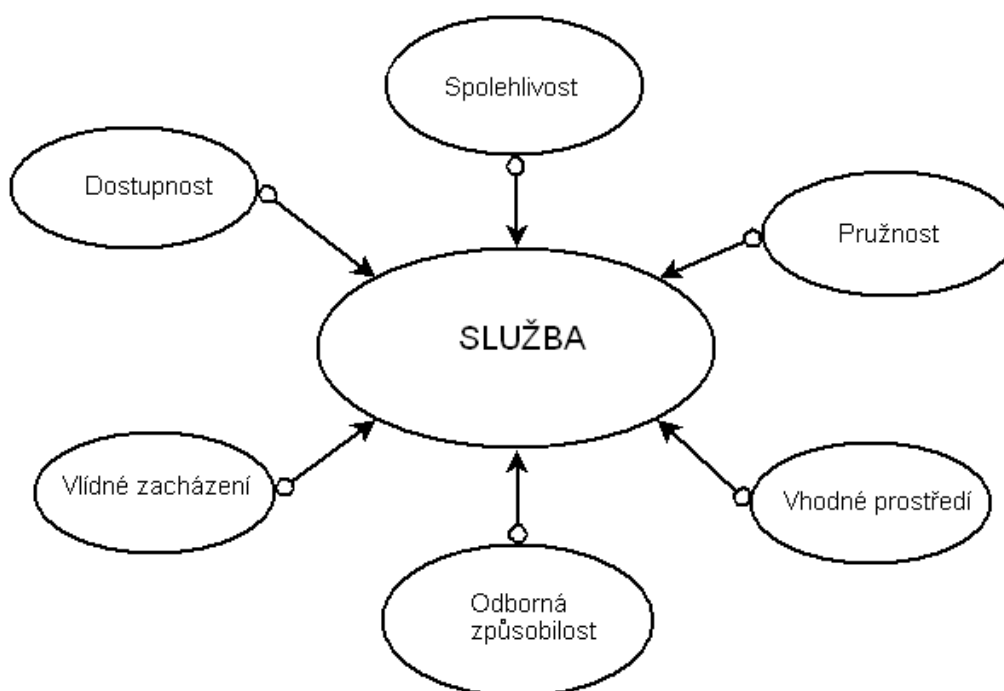 Spolehlivost
Dostupnost
Pružnost
SLUŽBA
Vlídné zacházení
Vhodné prostředí
Odborná
způsobilost